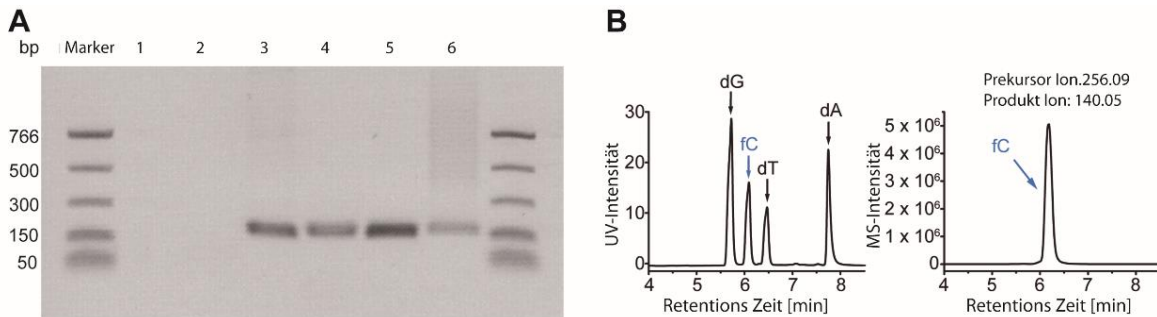 A
bp Marker 1 2 3 4 5 6
766
500
300
150
50
B
dG
fC
dT
dA
30
20
10
0
UV-Intensität
4 5 6 7 8
Retentions Zeit [min]
Prekursor Ion.256.09
Produkt Ion: 140.05
fC
5 x 10⁶
4 x 10⁶
3 x 10⁶
2 x 10⁶
1 x 10⁶
0
MS-Intensität
4 5 6 7 8
Retentions Zeit [min]